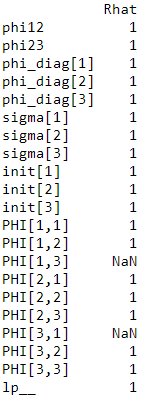 Rhat
phi12 1
phi23 1
phi_diag[1] 1
phi_diag[2] 1
phi_diag[3] 1
sigma[1] 1
sigma[2] 1
sigma[3] 1
init[1] 1
init[2] 1
init[3] 1
PHI[1,1] 1
PHI[1,2] 1
PHI[1,3] NaN
PHI[2,1] 1
PHI[2,2] 1
PHI[2,3] 1
PHI[3,1] NaN
PHI[3,2] 1
PHI[3,3] 1
lp__ 1